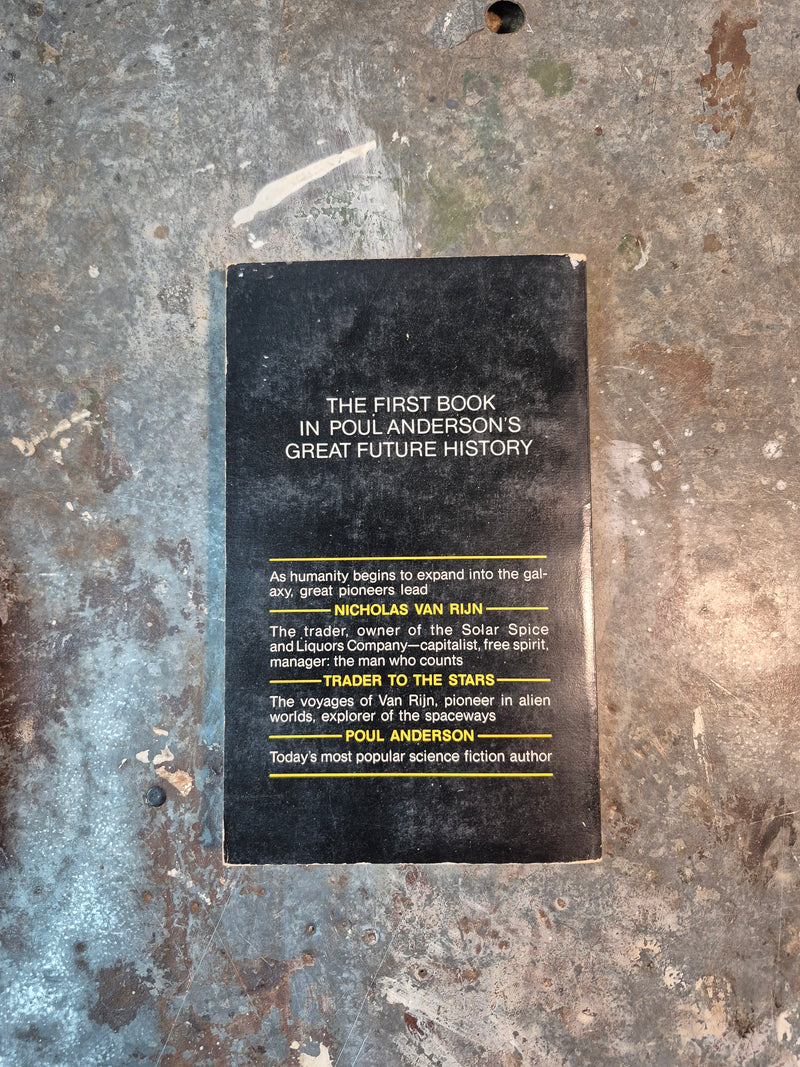 THE FIRST BOOK
IN POUL ANDERSON'S
GREAT FUTURE HISTORY
As humanity begins to expand into the gal-
axy, great pioneers lead
NICHOLAS VAN RIJN
The trader, owner of the Solar Spice
and Liquors Company—capitalist, free spirit,
manager: the man who counts
TRADER TO THE STARS
The voyages of Van Rijn, pioneer in alien
worlds, explorer of the spaceways
POUL ANDERSON
Today's most popular science fiction author